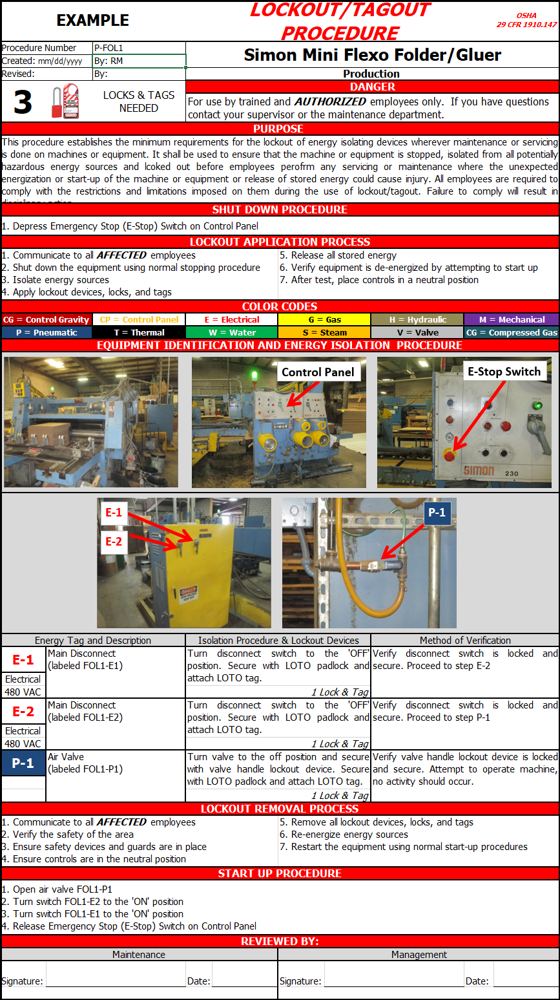 EXAMPLE
LOCKOUT/TAGOUT
PROCEDURE
OSHA
29 CFR 1910.147
Procedure Number P-FOL1
Created: mm/dd/yyyy By: RM
Revised: By:
Simon Mini Flexo Folder/Gluer
Production
3
LOCKS & TAGS
NEEDED
DANGER
For use by trained and AUTHORIZED employees only. If you have questions
contact your supervisor or the maintenance department.
PURPOSE
This procedure establishes the minimum requirements for the lockout of energy isolating devices wherever maintenance or servicing
is done on machines or equipment. It shall be used to ensure that the machine or equipment is stopped, isolated from all potentially
hazardous energy sources and lcoked out before employees perofrm any servicing or maintenance where the unexpected
energization or start-up of the machine or equipment or release of stored energy could cause injury. All employees are required to
comply with the restrictions and limitations imposed on them during the use of lockout/tagout. Failure to comply will result in
SHUT DOWN PROCEDURE
1. Depress Emergency Stop (E-Stop) Switch on Control Panel
LOCKOUT APPLICATION PROCESS
1. Communicate to all AFFECTED employees
2. Shut down the equipment using normal stopping procedure
3. Isolate energy sources
4. Apply lockout devices, locks, and tags
5. Release all stored energy
6. Verify equipment is de-energized by attempting to start up
7. After test, place controls in a neutral position
COLOR CODES
CG = Control Gravity CP = Control Panel E = Electrical G = Gas H = Hydraulic M = Mechanical
P = Pneumatic T = Thermal W = Water S = Steam V = Valve CG = Compressed Gas
EQUIPMENT IDENTIFICATION AND ENERGY ISOLATION PROCEDURE
Control Panel
SIMON
E-Stop Switch
SIMON 230
E-1
E-2
DANGER
P-1
Energy Tag and Description Isolation Procedure & Lockout Devices Method of Verification
E-1
Electrical
480 VAC
Main Disconnect
(labeled FOL1-E1)
Turn disconnect switch to the 'OFF'
position. Secure with LOTO padlock and
attach LOTO tag.
1 Lock & Tag
Verify disconnect switch is locked and
secure. Proceed to step E-2
E-2
Electrical
480 VAC
Main Disconnect
(labeled FOL1-E2)
Turn disconnect switch to the 'OFF'
position. Secure with LOTO padlock and
attach LOTO tag.
1 Lock & Tag
Verify disconnect switch is locked and
secure. Proceed to step P-1
P-1
Air Valve
(labeled FOL1-P1)
Turn valve to the off position and secure
with valve handle lockout device. Secure
with LOTO padlock and attach LOTO tag.
1 Lock & Tag
Verify valve handle lockout device is locked
and secure. Attempt to operate machine,
no activity should occur.
LOCKOUT REMOVAL PROCESS
1. Communicate to all AFFECTED employees
2. Verify the safety of the area
3. Ensure safety devices and guards are in place
4. Ensure controls are in the neutral position
5. Remove all lockout devices, locks, and tags
6. Re-energize energy sources
7. Restart the equipment using normal start-up procedures
START UP PROCEDURE
1. Open air valve FOL1-P1
2. Turn switch FOL1-E2 to the 'ON' position
3. Turn switch FOL1-E1 to the 'ON' position
4. Release Emergency Stop (E-Stop) Switch on Control Panel
REVIEWED BY:
Maintenance Management
Signature: Date: Signature: Date: